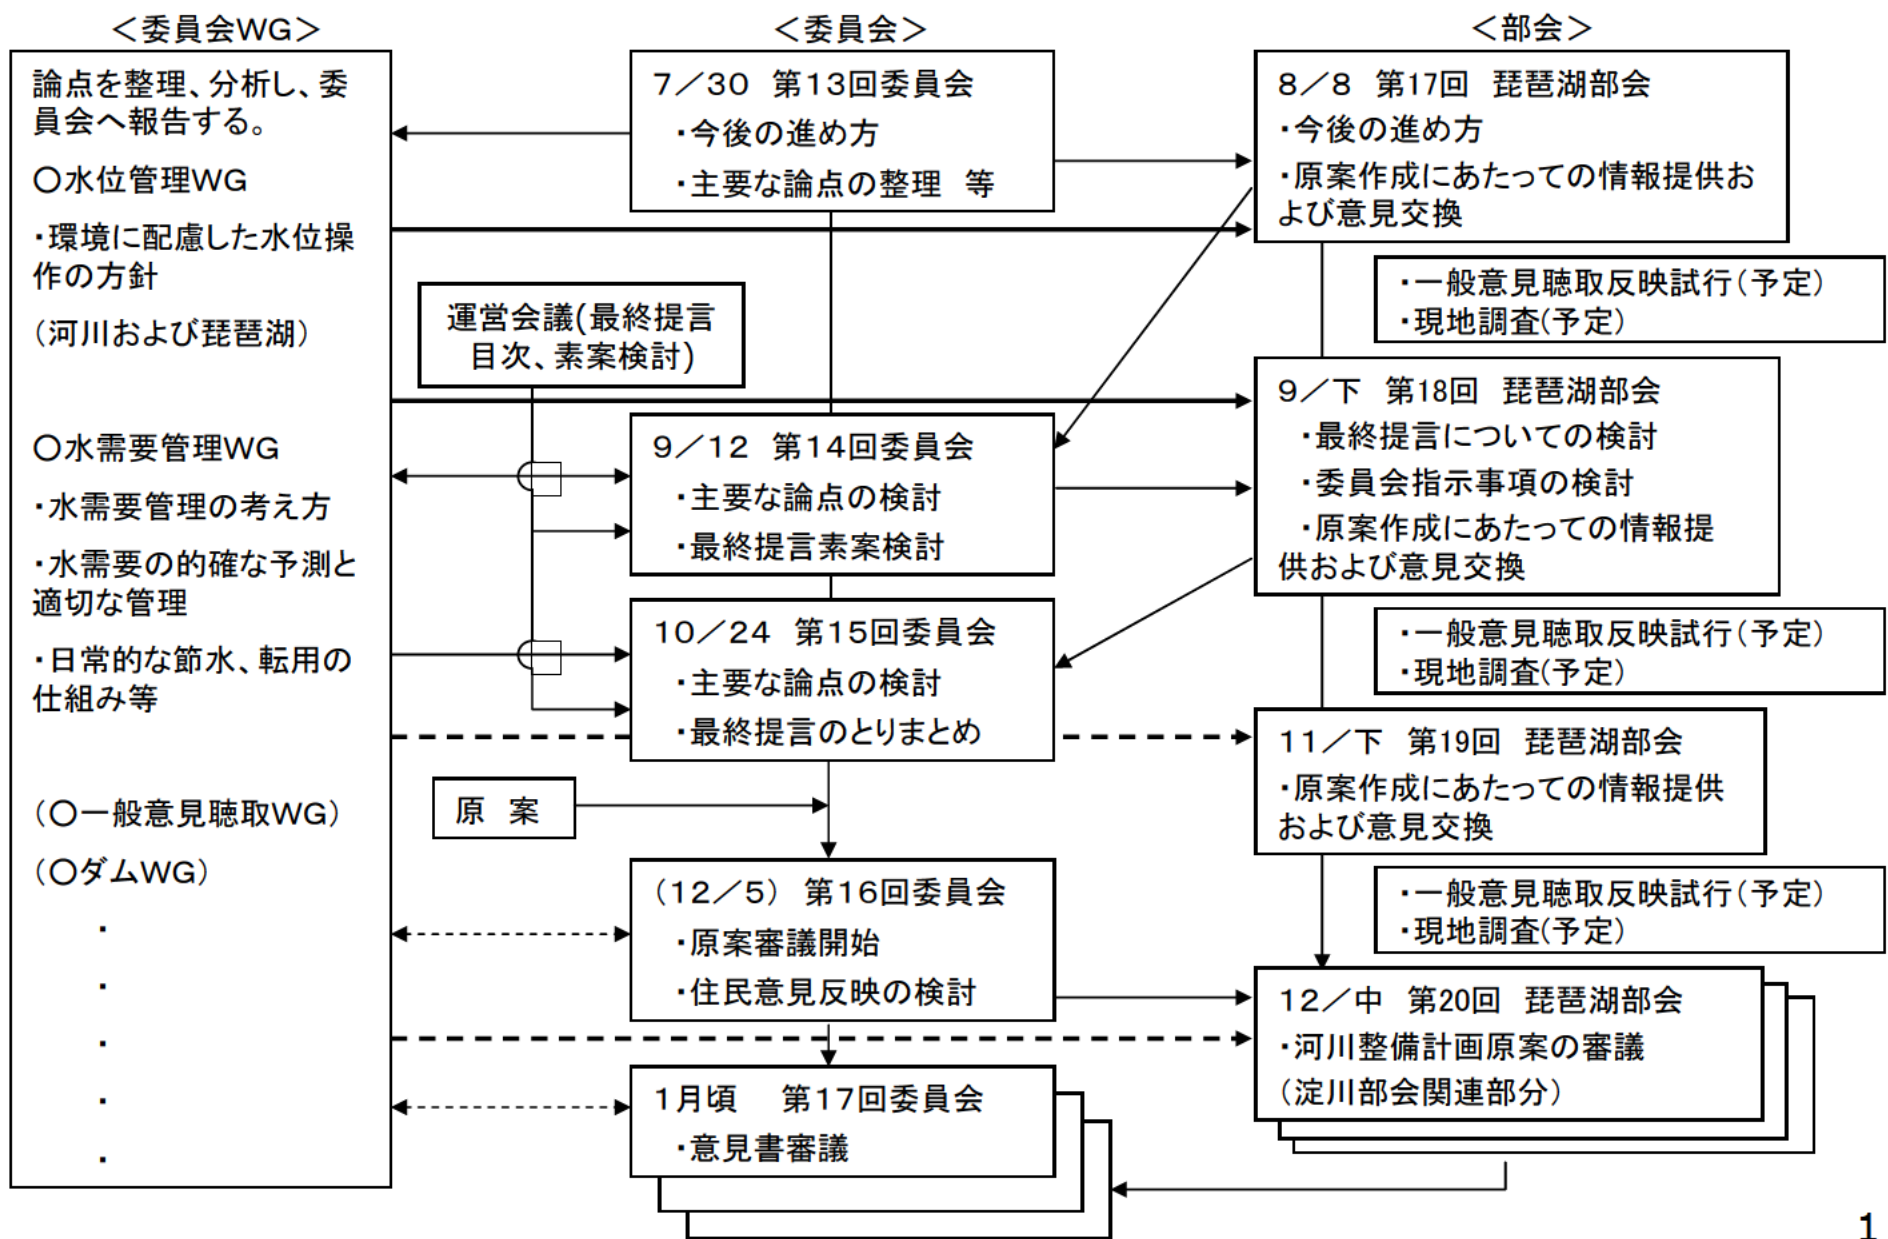 ＜委員会WG＞
論点を整理、分析し、委
員会へ報告する。
〇水位管理WG
・環境に配慮した水位操
作の方針
（河川および琵琶湖）
〇水需要管理WG
・水需要管理の考え方
・水需要の的確な予測と
適切な管理
・日常的な節水、転用の
仕組み等
（〇一般意見聴取WG）
（〇ダムWG）
・
・
・
・
・
＜委員会＞
７／３０　第１３回委員会
・今後の進め方
・主要な論点の整理　等
運営会議(最終提言
目次、素案検討)
９／１２　第１４回委員会
・主要な論点の検討
・最終提言素案検討
１０／２４　第１５回委員会
・主要な論点の検討
・最終提言のとりまとめ
原　案
（１２／５）　第１６回委員会
・原案審議開始
・住民意見反映の検討
１月頃　　第１７回委員会
・意見書審議
＜部会＞
８／８　第17回　琵琶湖部会
・今後の進め方
・原案作成にあたっての情報提供お
よび意見交換
・一般意見聴取反映試行（予定）
・現地調査(予定)
９／下　第18回　琵琶湖部会
・最終提言についての検討
・委員会指示事項の検討
・原案作成にあたっての情報提
供および意見交換
・一般意見聴取反映試行（予定）
・現地調査(予定)
１１／下　第19回　琵琶湖部会
・原案作成にあたっての情報提供
および意見交換
・一般意見聴取反映試行（予定）
・現地調査(予定)
１２／中　第20回　琵琶湖部会
・河川整備計画原案の審議
（淀川部会関連部分）
1